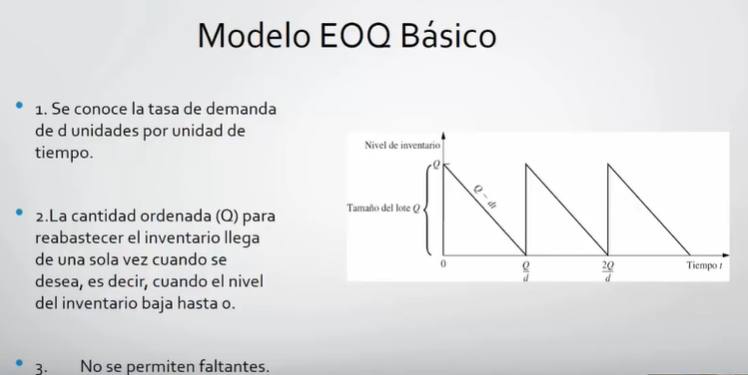 Modelo EOQ Básico
• 1. Se conoce la tasa de demanda
de d unidades por unidad de
tiempo.
• 2.La cantidad ordenada (Q) para
reabastecer el inventario llega
de una sola vez cuando se
desea, es decir, cuando el nivel
del inventario baja hasta 0.
• 3. No se permiten faltantes.
Nivel de inventario
Q
Q − dt
Tamaño del lote Q
0
Q/d
2Q/d
Tiempo t